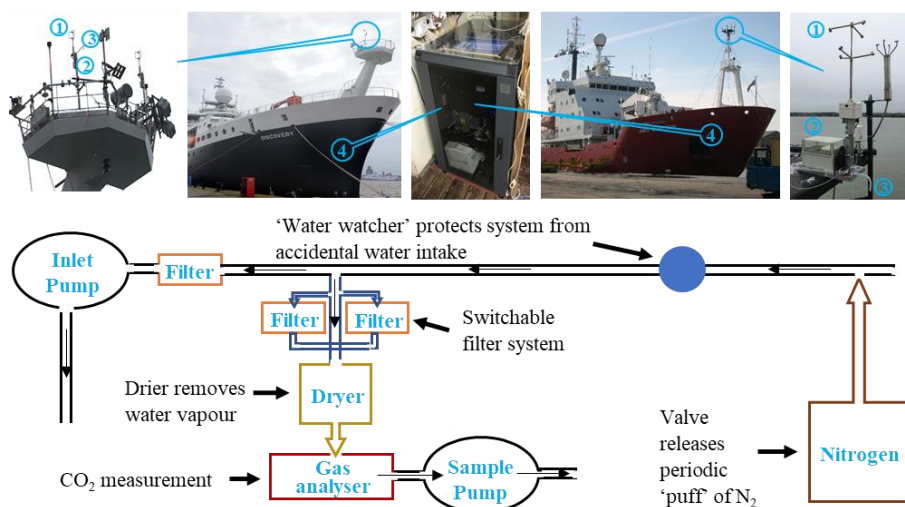 ①
③
②
DISCOVERY
④
④
①
②
③
‘Water watcher’ protects system from
accidental water intake
Inlet
Pump
Filter
Filter
Filter
Switchable
filter system
Drier removes
water vapour
Dryer
Valve
releases
periodic
‘puff’ of N₂
Nitrogen
CO₂ measurement
Gas
analyser
Sample
Pump